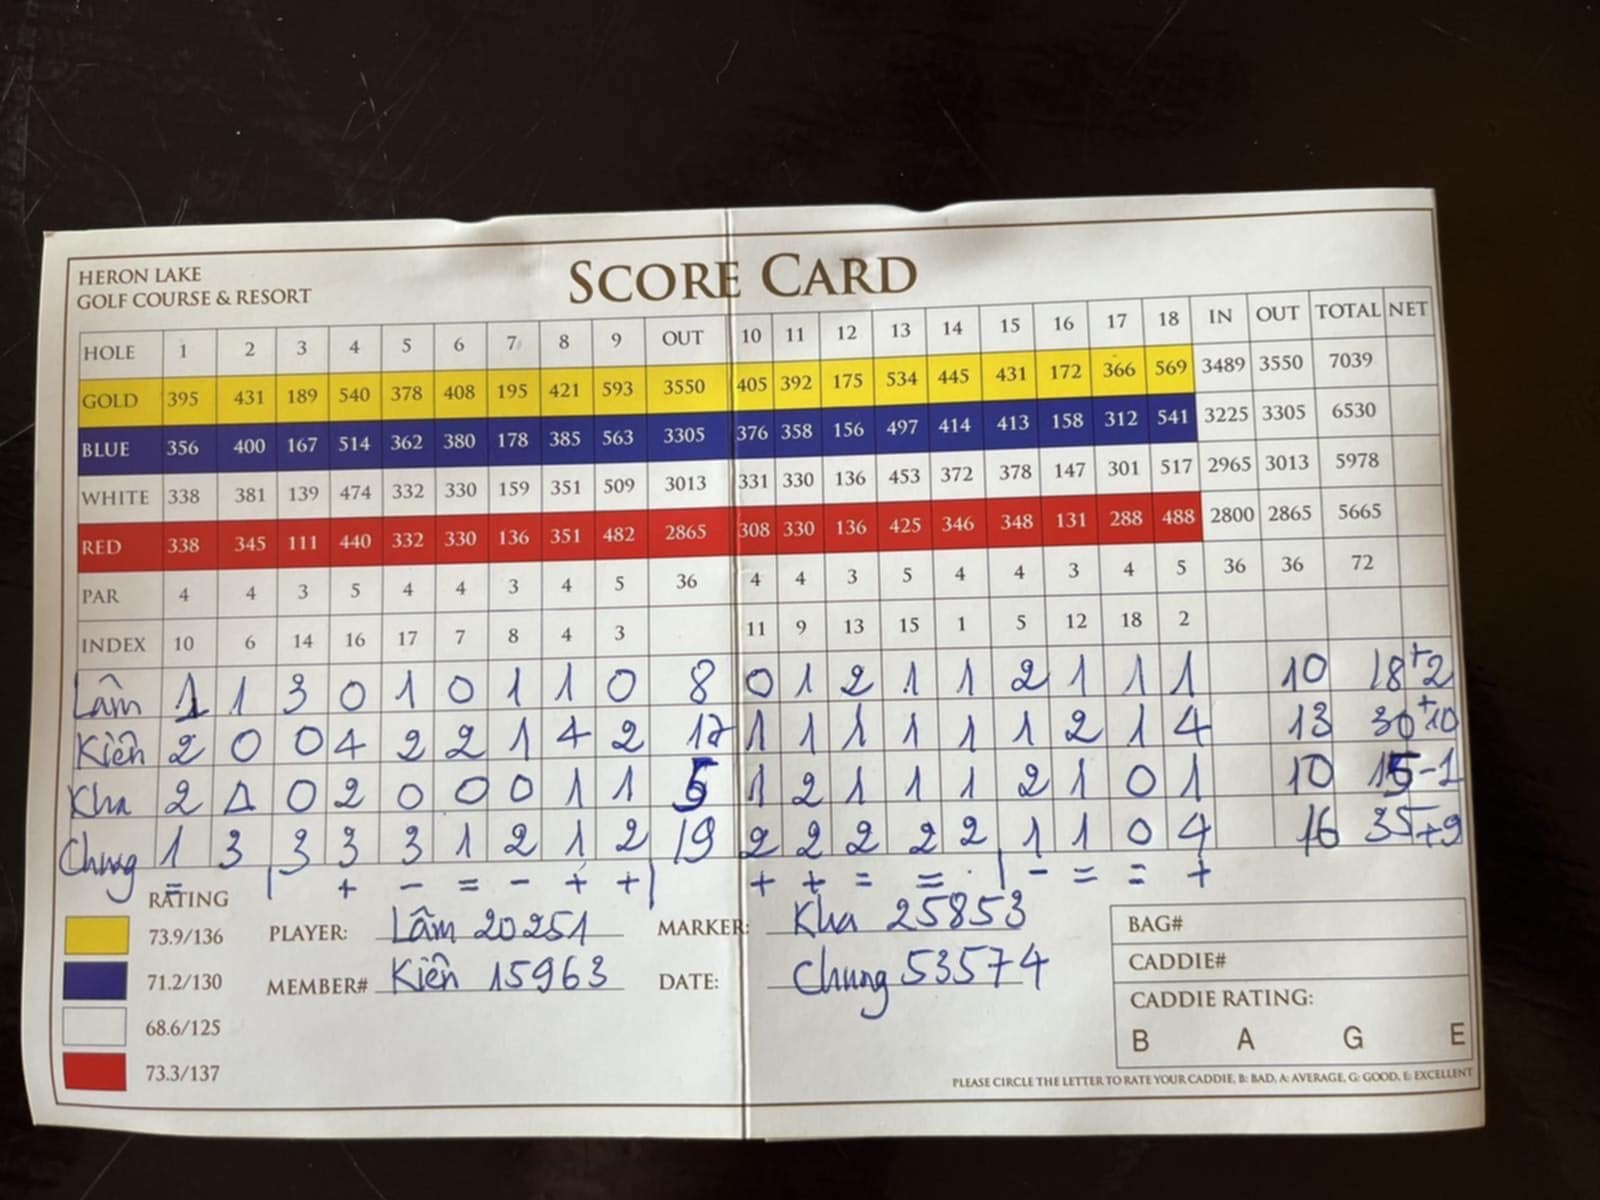 HERON LAKE
GOLF COURSE & RESORT
SCORE CARD
HOLE 1 2 3 4 5 6 7 8 9 OUT 10 11 12 13 14 15 16 17 18 IN OUT TOTAL NET
GOLD 395 431 189 540 378 408 195 421 593 3550 405 392 175 534 445 431 172 366 569 3489 3550 7039
BLUE 356 400 167 514 362 380 178 385 563 3305 376 358 156 497 414 413 158 312 541 3225 3305 6530
WHITE 338 381 139 474 332 330 159 351 509 3013 331 330 136 453 372 378 147 301 517 2965 3013 5978
RED 338 345 111 440 332 330 136 351 482 2865 308 330 136 425 346 348 131 288 488 2800 2865 5665
PAR 4 4 3 5 4 4 3 4 5 36 4 4 3 5 4 4 3 4 5 36 36 72
INDEX 10 6 14 16 17 7 8 4 3 11 9 13 15 1 5 12 18 2
Lâm 1 1 3 0 1 0 1 1 0 8 0 1 2 1 1 2 1 1 1 10 18+2
Kiên 2 0 0 4 2 2 1 4 2 17 1 1 1 1 1 1 2 1 4 13 30+10
Kha 2 0 2 0 0 0 1 1 5 1 2 1 1 1 2 1 0 1 10 15-1
Chung 1 3 3 3 3 1 2 1 2 19 2 2 2 2 2 1 1 0 4 16 35+9
= | + - = - + + | + + = = | - = = +
RATING
73.9/136 PLAYER: Lâm 20251 MARKER: Kha 25853
71.2/130 MEMBER# Kiên 15963 DATE: Chung 53574
68.6/125
73.3/137
BAG#
CADDIE#
CADDIE RATING:
B A G E
PLEASE CIRCLE THE LETTER TO RATE YOUR CADDIE, B: BAD, A: AVERAGE, G: GOOD, E: EXCELLENT